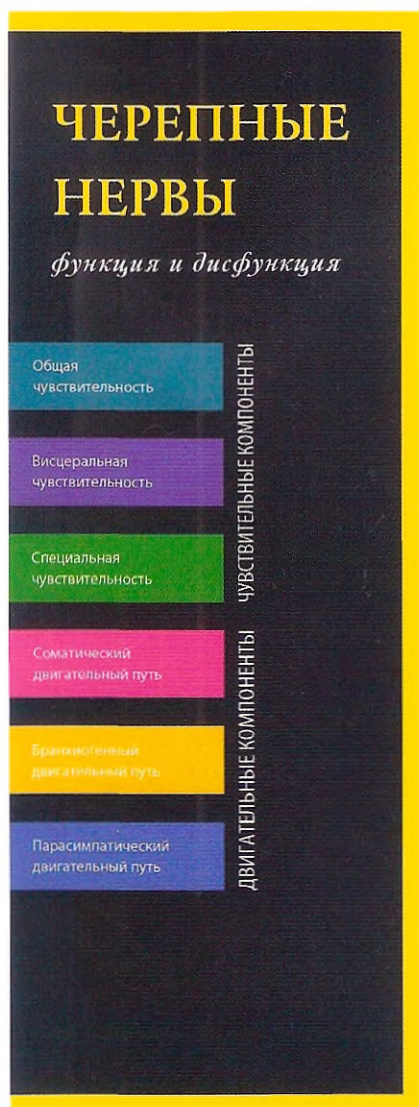 ЧЕРЕПНЫЕ
НЕРВЫ
функция и дисфункция
Общая
чувствительность
Висцеральная
чувствительность
Специальная
чувствительность
ЧУВСТВИТЕЛЬНЫЕ КОМПОНЕНТЫ
Соматический
двигательный путь
Бранхиогенный
двигательный путь
Парасимпатический
двигательный путь
ДВИГАТЕЛЬНЫЕ КОМПОНЕНТЫ